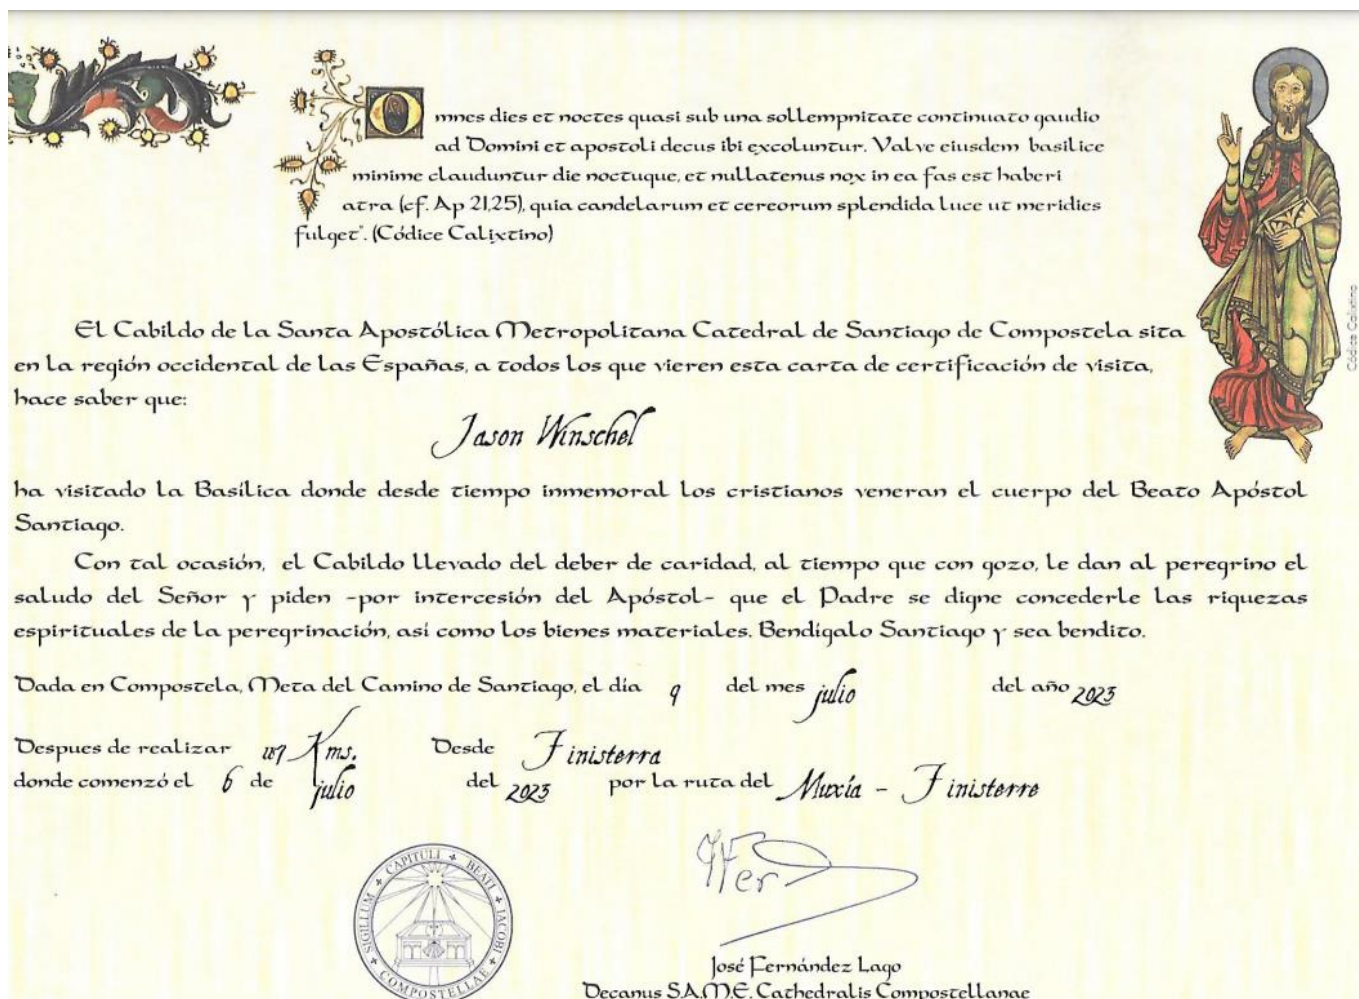 Omnes dies et noctes quasi sub una sollempnitate continuato gaudio
ad Domini et apostoli decus ibi excoluntur. Valve eiusdem basilice
minime clauduntur die noctuque, et nullatenus nox in ea fas est haberi
atra (cf. Ap 21,25), quia candelarum et cereorum splendida luce ut meridies
fulget". (Códice Calixtino)
Códice Calixtino
El Cabildo de la Santa Apostólica Metropolitana Catedral de Santiago de Compostela sita
en la región occidental de las Españas, a todos los que vieren esta carta de certificación de visita,
hace saber que:
Jason Winschel
ha visitado la Basílica donde desde tiempo inmemoral los cristianos veneran el cuerpo del Beato Apóstol
Santiago.
Con tal ocasión, el Cabildo llevado del deber de caridad, al tiempo que con gozo, le dan al peregrino el
saludo del Señor y piden -por intercesión del Apóstol- que el Padre se digne concederle las riquezas
espirituales de la peregrinación, así como los bienes materiales. Bendígalo Santiago y sea bendito.
Dada en Compostela, Meta del Camino de Santiago, el día 9 del mes julio del año 2023
Despues de realizar Kms. Desde Finisterra
donde comenzó el 6 de julio del 2023 por la ruta del Muxía - Finisterre
SIGILLUM + CAPITULI + BEATI + IACOBI + COMPOSTELLAE +
José Fernández Lago
Decanus S.A.M.E. Cathedralis Compostellanae